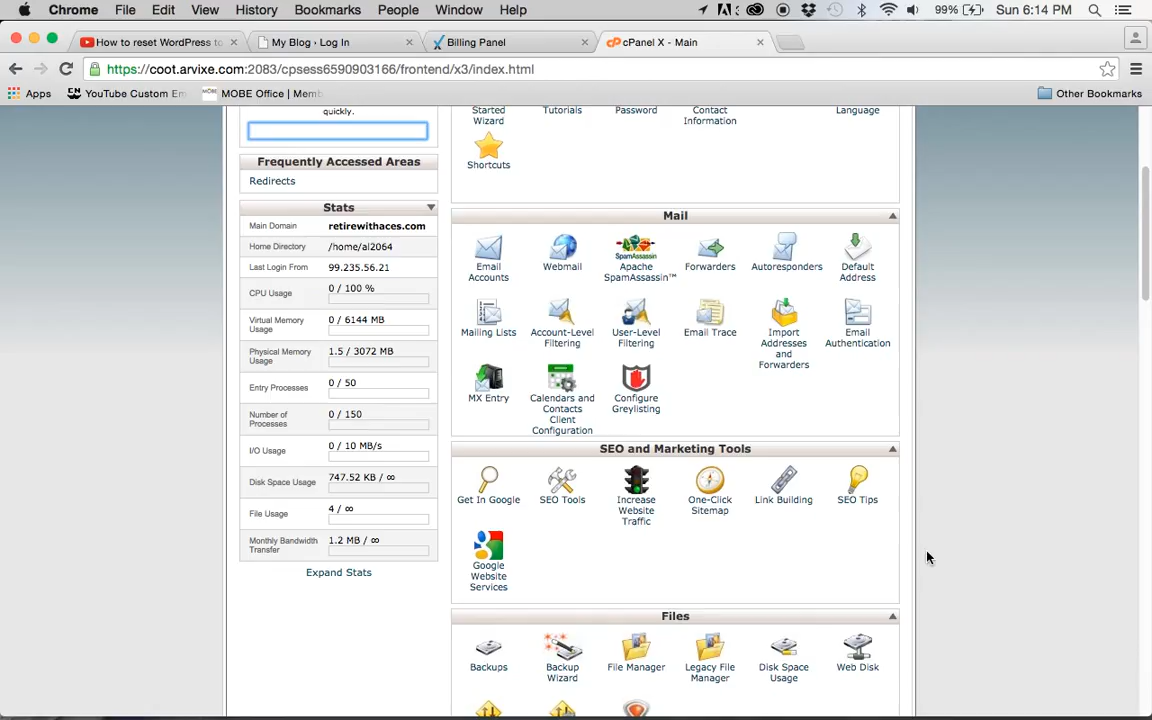 Chrome File Edit View History Bookmarks People Window Help 99% Sun 6:14 PM
How to reset WordPress to
My Blog › Log In
Billing Panel
cPanel X - Main
https://coot.arvixe.com:2083/cpsess6590903166/frontend/x3/index.html
Apps YouTube Custom Em MOBE Office | Memb Other Bookmarks
quickly.
Frequently Accessed Areas
Redirects
Stats
Main Domain retirewithaces.com
Home Directory /home/al2064
Last Login From 99.235.56.21
CPU Usage 0 / 100 %
Virtual Memory
Usage
0 / 6144 MB
Physical Memory
Usage
1.5 / 3072 MB
Entry Processes 0 / 50
Number of
Processes
0 / 150
I/O Usage 0 / 10 MB/s
Disk Space Usage 747.52 KB / ∞
File Usage 4 / ∞
Monthly Bandwidth
Transfer
1.2 MB / ∞
Expand Stats
Started
Wizard
Tutorials
Password
Contact
Information
Language
Shortcuts
Mail
Email
Accounts
Webmail
SpamAssassin
Apache
SpamAssassin™
Forwarders
Autoresponders
Default
Address
Mailing Lists
Account-Level
Filtering
User-Level
Filtering
Email Trace
Import
Addresses
and
Forwarders
Email
Authentication
MX Entry
Calendars and
Contacts
Client
Configuration
Configure
Greylisting
SEO and Marketing Tools
Get In Google
SEO Tools
Increase
Website
Traffic
One-Click
Sitemap
Link Building
SEO Tips
Google
Website
Services
Files
Backups
Backup
Wizard
File Manager
Legacy File
Manager
Disk Space
Usage
Web Disk